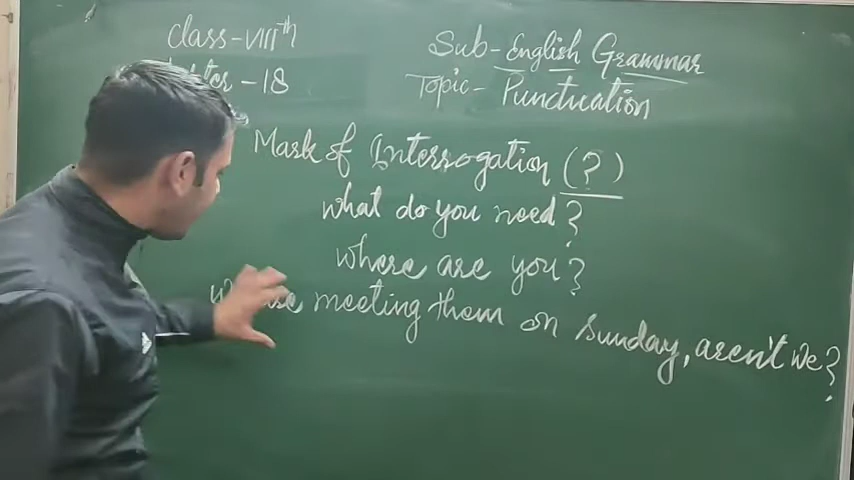 Class-VIIIth
Sub-English Grammar
-18
Topic- Punctuation
Mark of Interrogation (?)
What do you need?
Where are you?
meeting them on Sunday, aren't we?